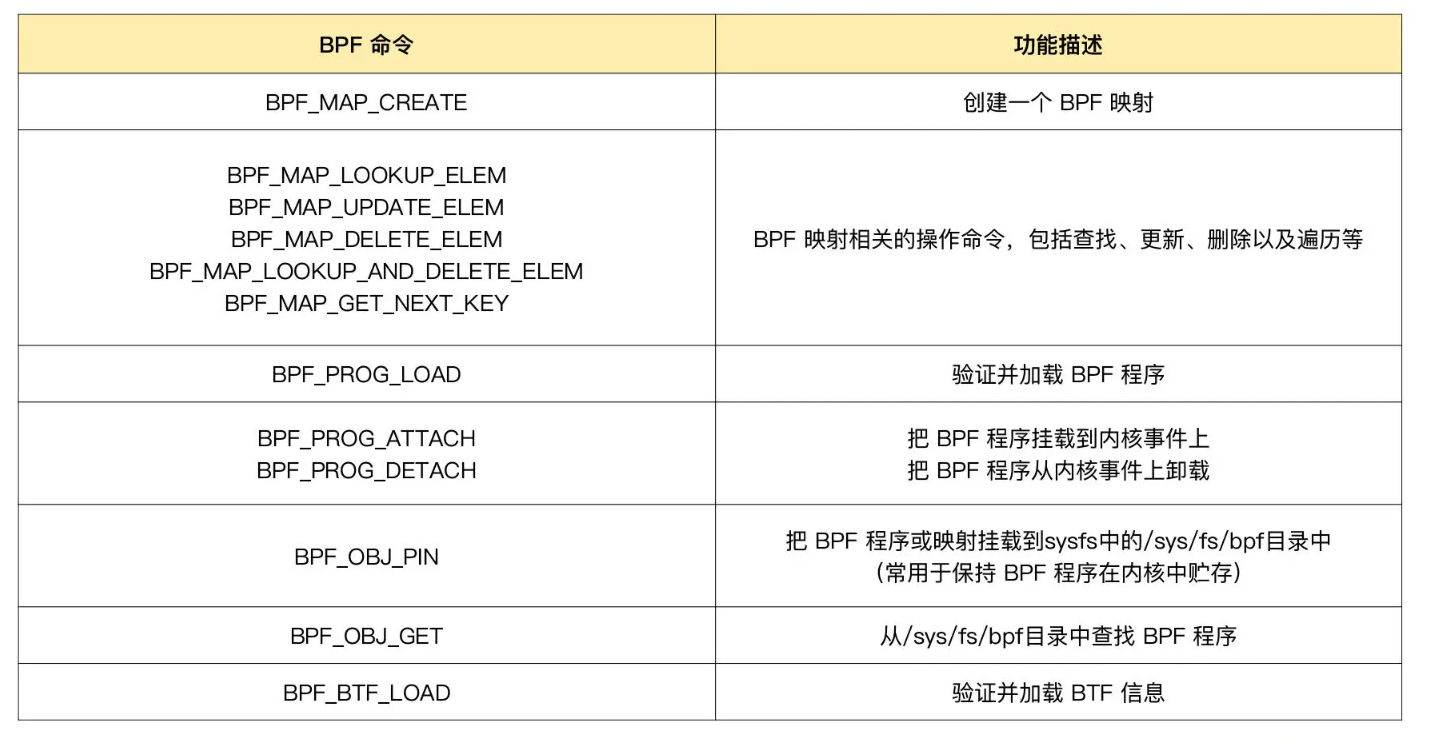 BPF 命令
功能描述
BPF_MAP_CREATE
创建一个 BPF 映射
BPF_MAP_LOOKUP_ELEM
BPF_MAP_UPDATE_ELEM
BPF_MAP_DELETE_ELEM
BPF_MAP_LOOKUP_AND_DELETE_ELEM
BPF_MAP_GET_NEXT_KEY
BPF 映射相关的操作命令，包括查找、更新、删除以及遍历等
BPF_PROG_LOAD
验证并加载 BPF 程序
BPF_PROG_ATTACH
BPF_PROG_DETACH
把 BPF 程序挂载到内核事件上
把 BPF 程序从内核事件上卸载
BPF_OBJ_PIN
把 BPF 程序或映射挂载到sysfs中的/sys/fs/bpf目录中
（常用于保持 BPF 程序在内核中贮存）
BPF_OBJ_GET
从/sys/fs/bpf目录中查找 BPF 程序
BPF_BTF_LOAD
验证并加载 BTF 信息